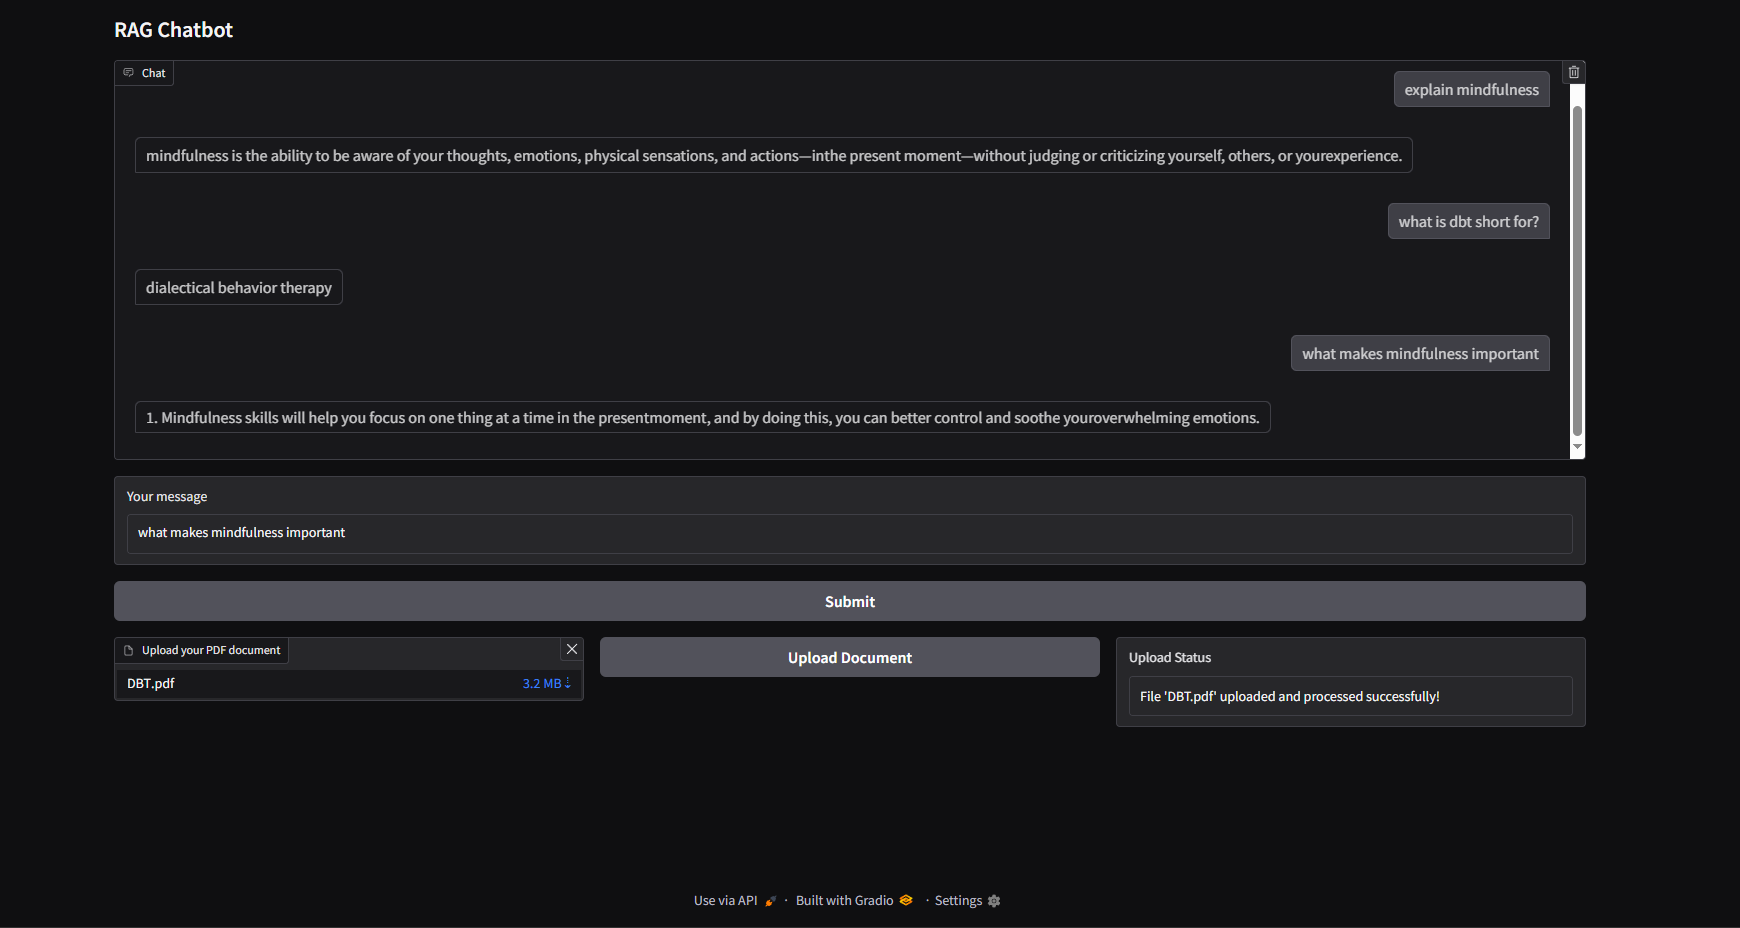 RAG Chatbot
Chat
explain mindfulness
mindfulness is the ability to be aware of your thoughts, emotions, physical sensations, and actions—inthe present moment—without judging or criticizing yourself, others, or yourexperience.
what is dbt short for?
dialectical behavior therapy
what makes mindfulness important
1. Mindfulness skills will help you focus on one thing at a time in the presentmoment, and by doing this, you can better control and soothe youroverwhelming emotions.
Your message
what makes mindfulness important
Submit
Upload your PDF document
DBT.pdf 3.2 MB ⇣
Upload Document
Upload Status
File 'DBT.pdf' uploaded and processed successfully!
Use via API · Built with Gradio · Settings